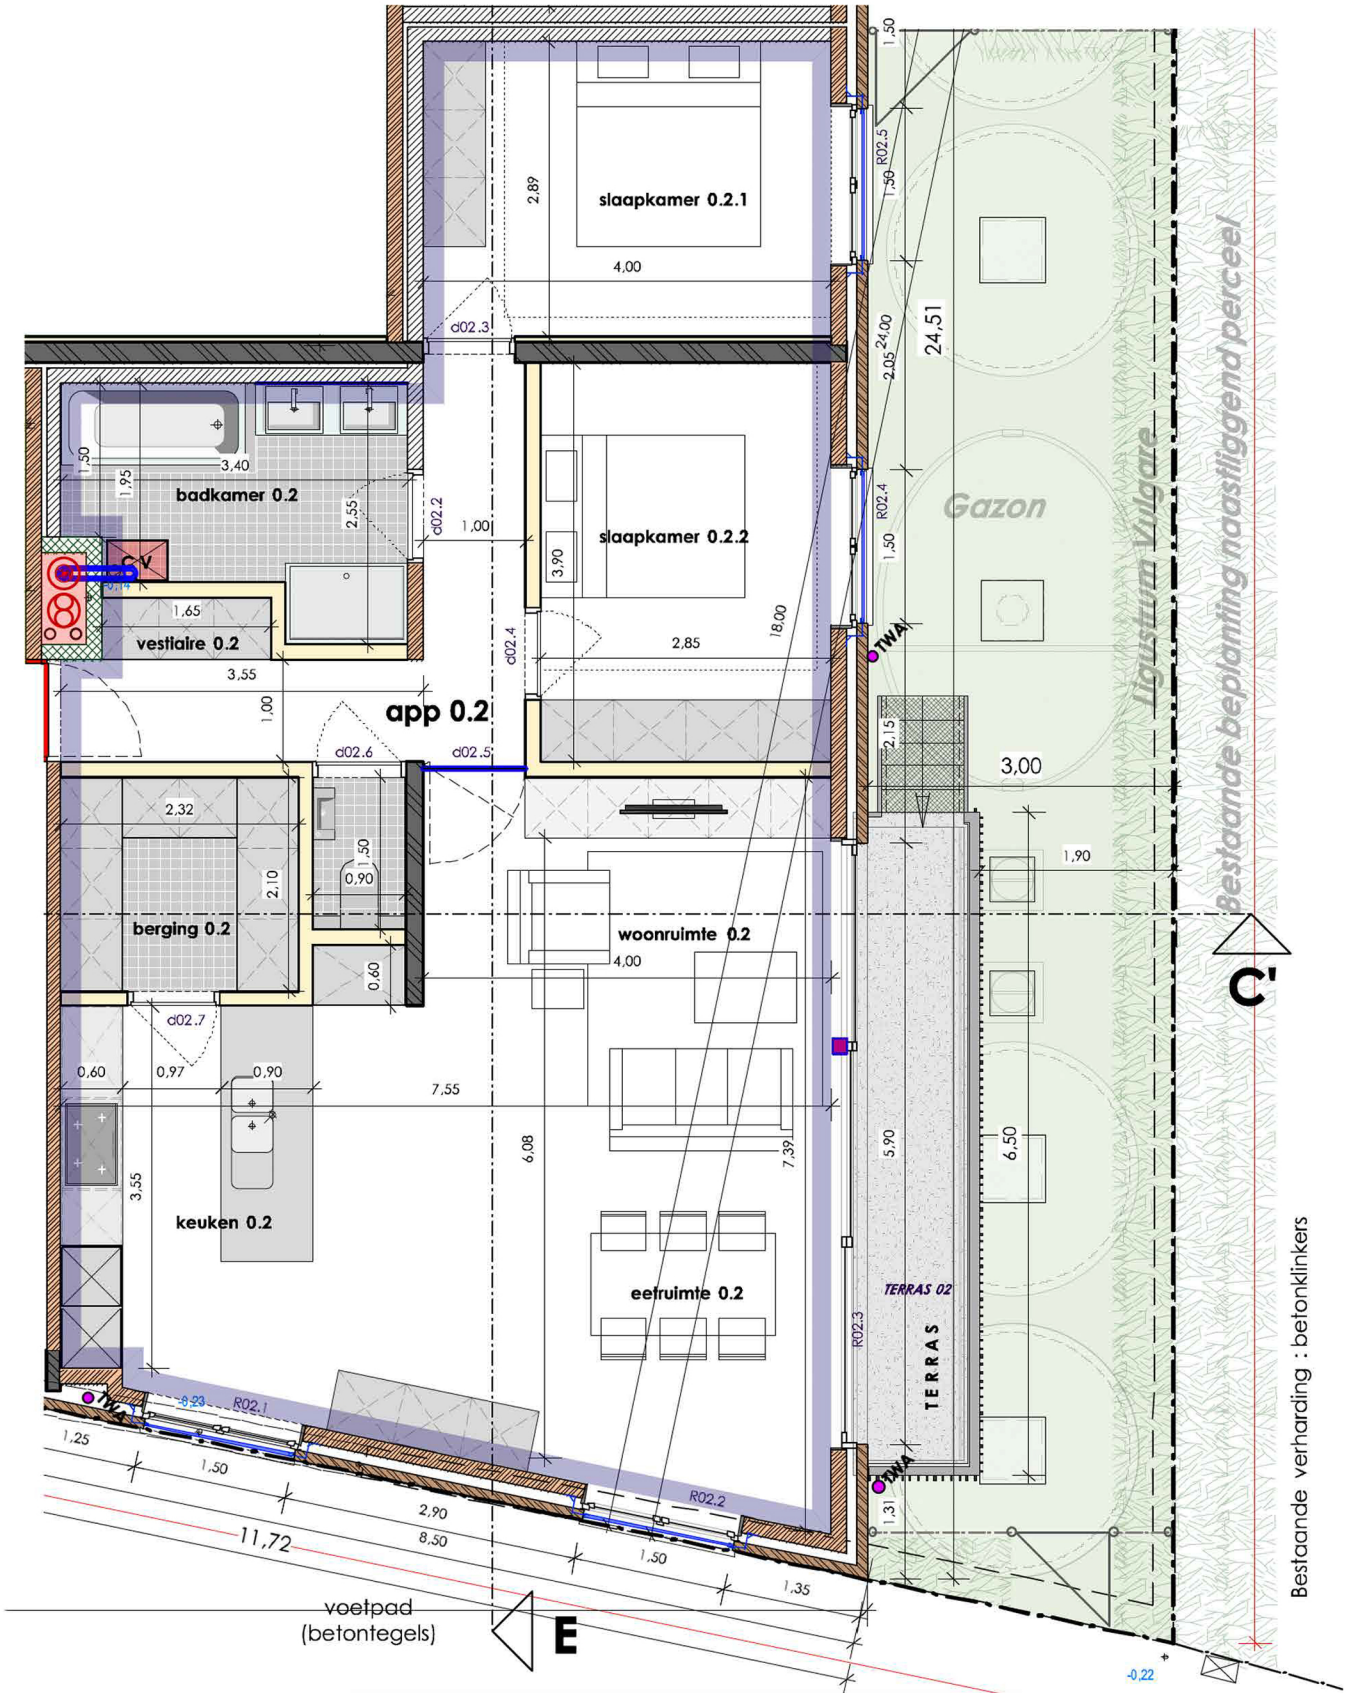 1,50
R02.5
1,50
slaapkamer 0.2.1
2,89
4,00
d02.3
24,00
2,05
24,51
Bestaande beplanting naastliggend perceel
ligustrum Vulgare
Gazon
1,50
1,95
3,40
badkamer 0.2
2,55
d02.2
1,00
slaapkamer 0.2.2
3,90
R02.4
1,50
C V
-0,14
1,65
vestiaire 0.2
d02.4
2,85
18,00
TWA
3,55
1,00
app 0.2
d02.6
d02.5
2,15
3,00
2,32
1,50
0,90
2,10
1,90
berging 0.2
woonruimte 0.2
4,00
0,60
C'
d02.7
0,60
0,97
0,90
7,55
6,08
7,39
5,90
6,50
3,55
keuken 0.2
eetruimte 0.2
TERRAS 02
TERRAS
R02.3
Bestaande verharding : betonklinkers
TWA
-0,23
R02.1
R02.2
TWA
1,31
1,25
1,50
2,90
8,50
11,72
1,50
1,35
voetpad
(betontegels)
E
-0,22